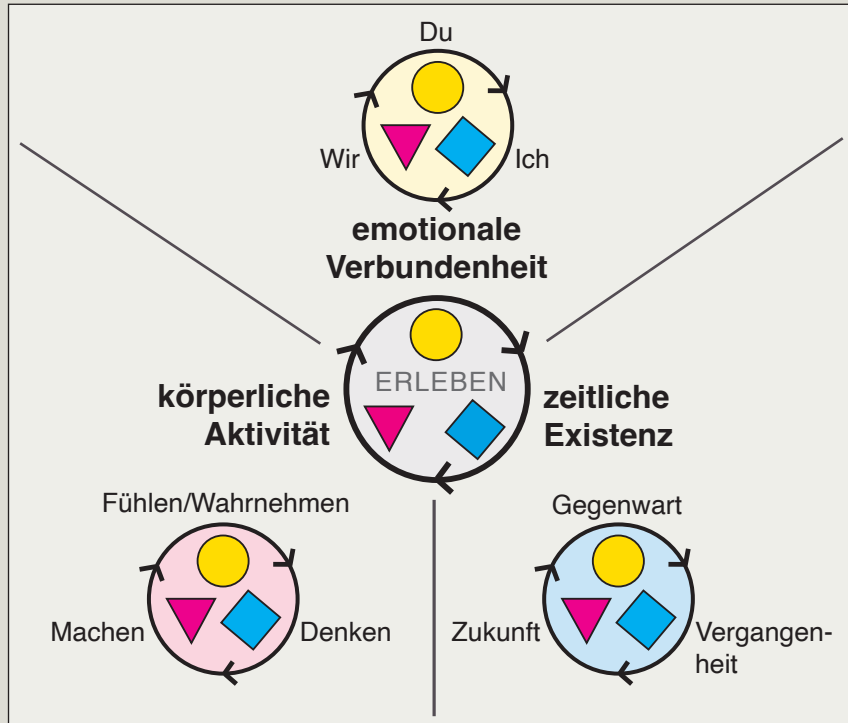 Du
Wir
Ich
emotionale
Verbundenheit
ERLEBEN
körperliche
Aktivität
zeitliche
Existenz
Fühlen/Wahrnehmen
Machen
Denken
Gegenwart
Zukunft
Vergangen-
heit